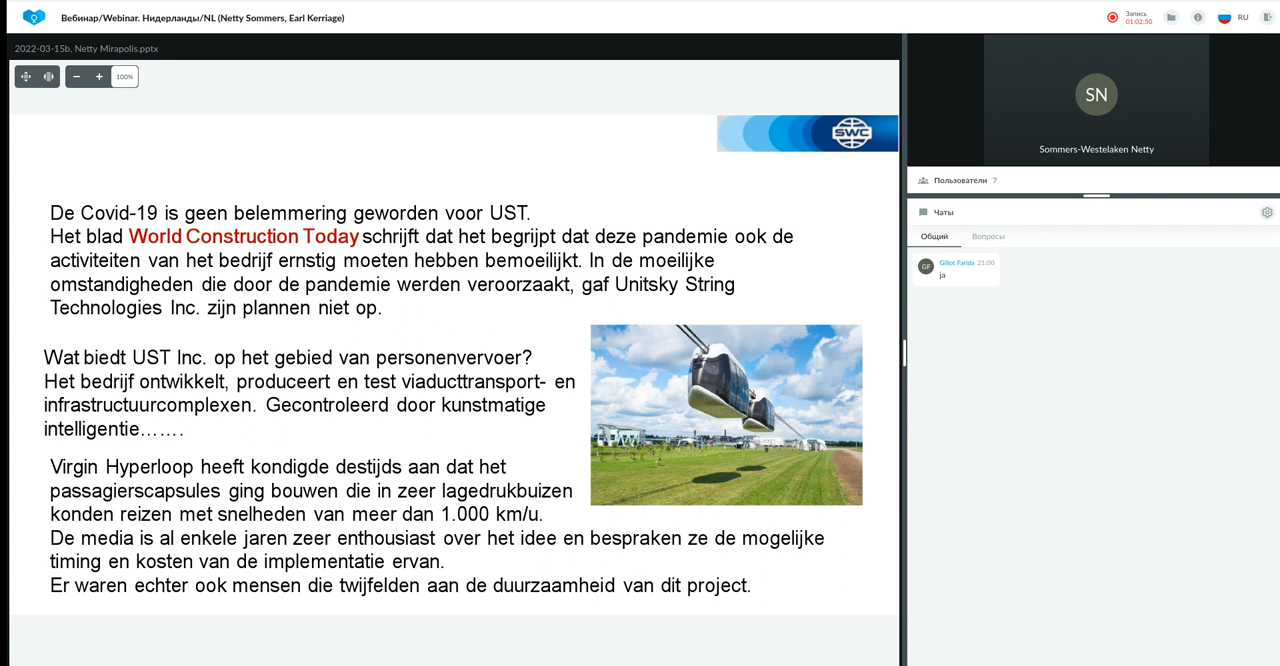 Вебинар/Webinar. Нидерланды/NL (Netty Sommers, Earl Kerriage)
Запись
01:02:50
RU
2022-03-15b, Netty Mirapolis.pptx
100%
SWC
De Covid-19 is geen belemmering geworden voor UST.
Het blad World Construction Today schrijft dat het begrijpt dat deze pandemie ook de
activiteiten van het bedrijf ernstig moeten hebben bemoeilijkt. In de moeilijke
omstandigheden die door de pandemie werden veroorzaakt, gaf Unitsky String
Technologies Inc. zijn plannen niet op.
Wat biedt UST Inc. op het gebied van personenvervoer?
Het bedrijf ontwikkelt, produceert en test viaducttransport- en
infrastructuurcomplexen. Gecontroleerd door kunstmatige
intelligentie…….
Virgin Hyperloop heeft kondigde destijds aan dat het
passagierscapsules ging bouwen die in zeer lagedrukbuizen
konden reizen met snelheden van meer dan 1.000 km/u.
De media is al enkele jaren zeer enthousiast over het idee en bespraken ze de mogelijke
timing en kosten van de implementatie ervan.
Er waren echter ook mensen die twijfelden aan de duurzaamheid van dit project.
SN
Sommers-Westelaken Netty
Пользователи 7
Чаты
Общий Вопросы
GF Gillot Farida 21:00
ja